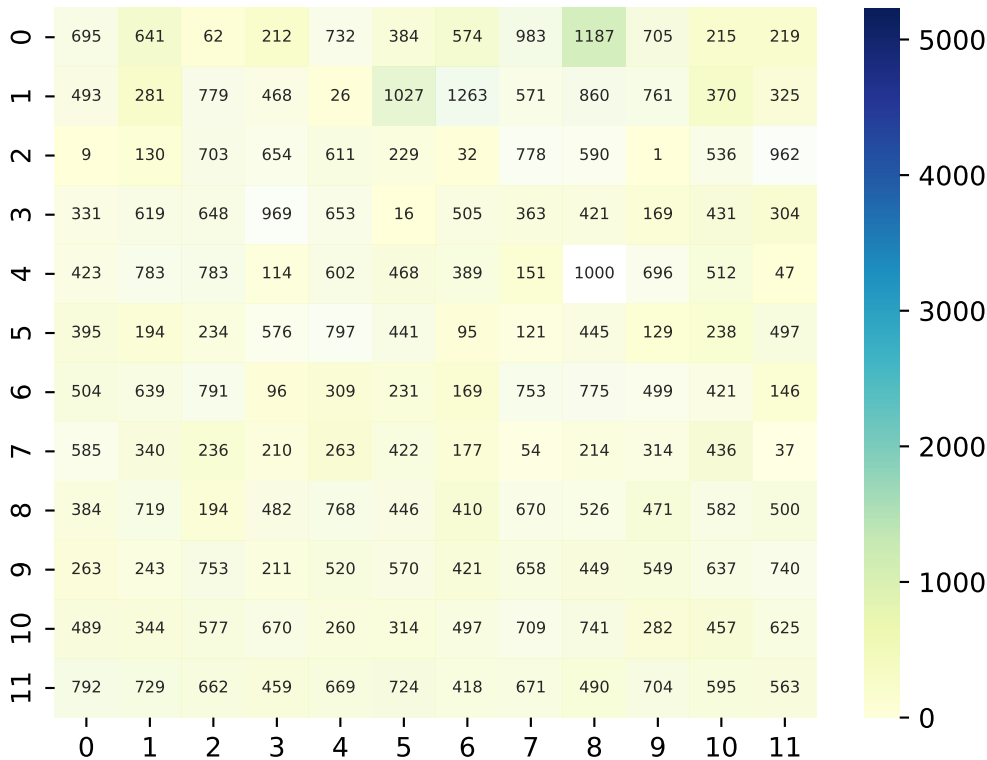 0 695 641 62 212 732 384 574 983 1187 705 215 219
1 493 281 779 468 26 1027 1263 571 860 761 370 325
2 9 130 703 654 611 229 32 778 590 1 536 962
3 331 619 648 969 653 16 505 363 421 169 431 304
4 423 783 783 114 602 468 389 151 1000 696 512 47
5 395 194 234 576 797 441 95 121 445 129 238 497
6 504 639 791 96 309 231 169 753 775 499 421 146
7 585 340 236 210 263 422 177 54 214 314 436 37
8 384 719 194 482 768 446 410 670 526 471 582 500
9 263 243 753 211 520 570 421 658 449 549 637 740
10 489 344 577 670 260 314 497 709 741 282 457 625
11 792 729 662 459 669 724 418 671 490 704 595 563
0 1 2 3 4 5 6 7 8 9 10 11
5000
4000
3000
2000
1000
0